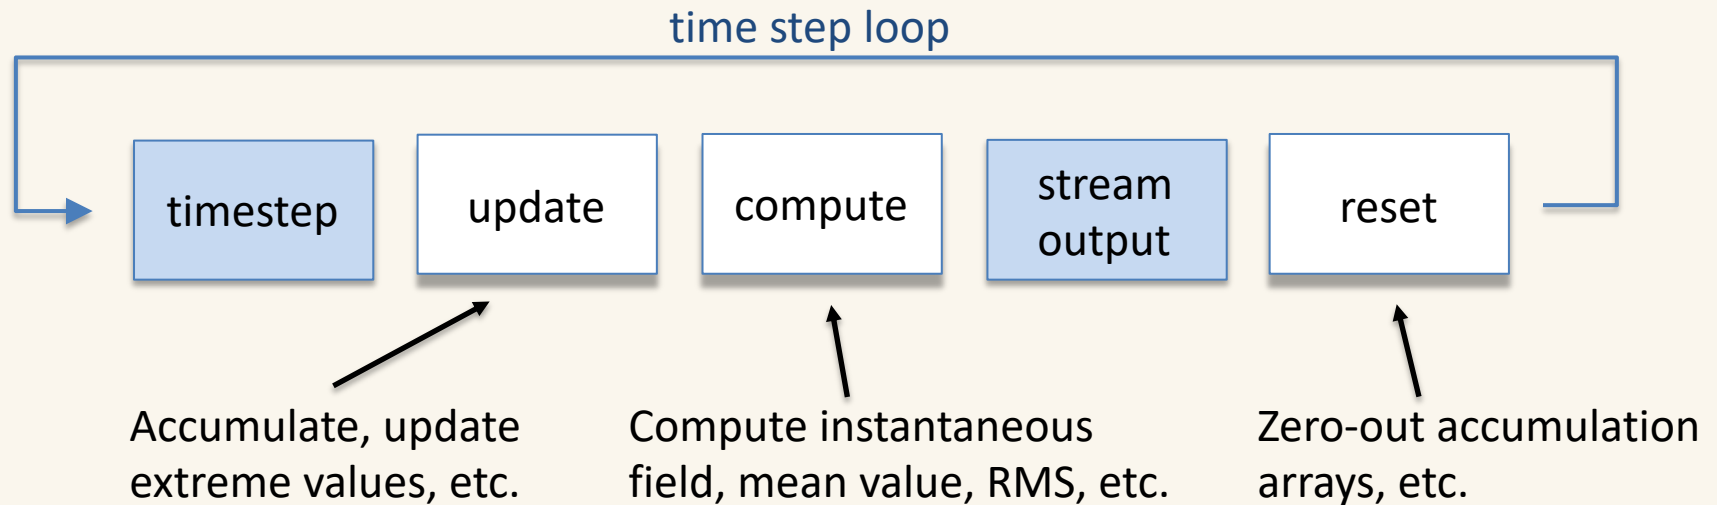 time step loop
timestep
update
compute
stream
output
reset
Accumulate, update
extreme values, etc.
Compute instantaneous
field, mean value, RMS, etc.
Zero-out accumulation
arrays, etc.